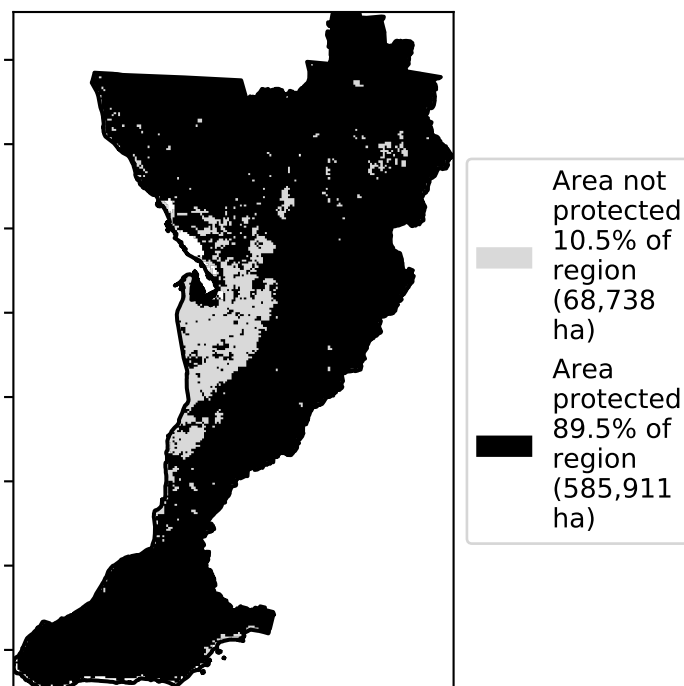 Area not
protected
10.5% of
region
(68,738
ha)
Area
protected
89.5% of
region
(585,911
ha)